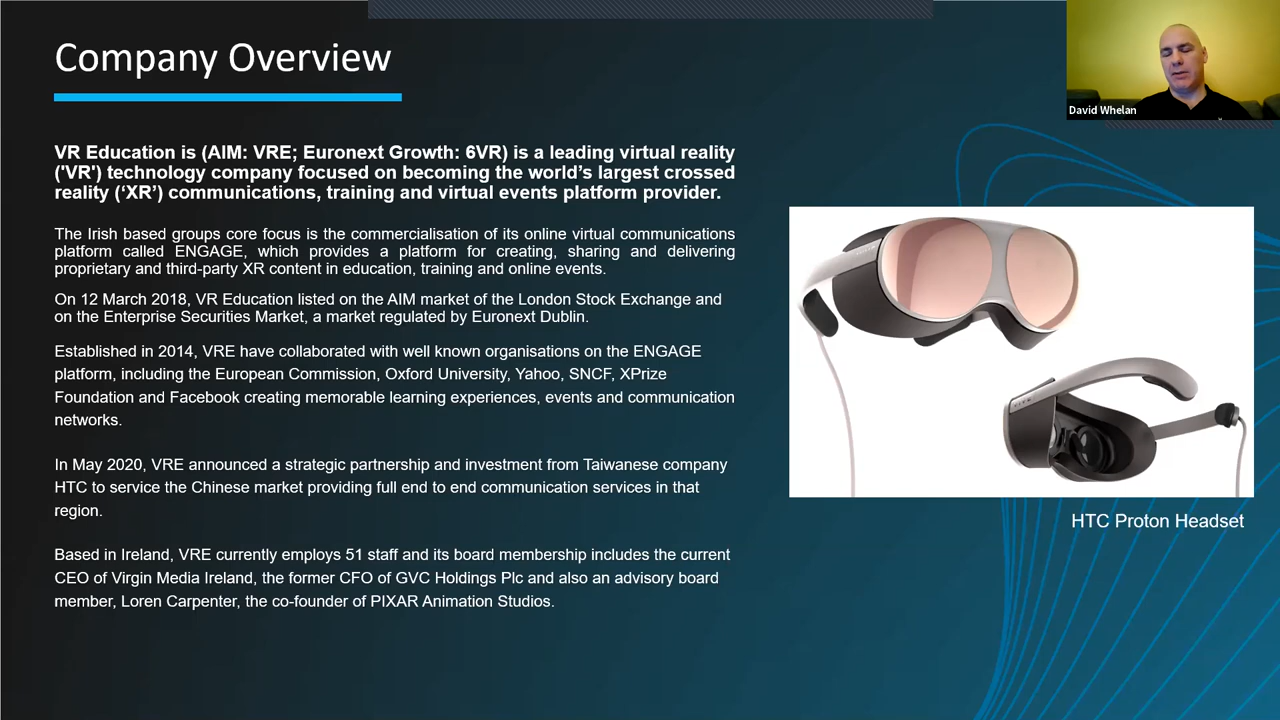 Company Overview
David Whelan
VR Education is (AIM: VRE; Euronext Growth: 6VR) is a leading virtual reality
('VR') technology company focused on becoming the world’s largest crossed
reality (‘XR’) communications, training and virtual events platform provider.
The Irish based groups core focus is the commercialisation of its online virtual communications
platform called ENGAGE, which provides a platform for creating, sharing and delivering
proprietary and third-party XR content in education, training and online events.
On 12 March 2018, VR Education listed on the AIM market of the London Stock Exchange and
on the Enterprise Securities Market, a market regulated by Euronext Dublin.
Established in 2014, VRE have collaborated with well known organisations on the ENGAGE
platform, including the European Commission, Oxford University, Yahoo, SNCF, XPrize
Foundation and Facebook creating memorable learning experiences, events and communication
networks.
In May 2020, VRE announced a strategic partnership and investment from Taiwanese company
HTC to service the Chinese market providing full end to end communication services in that
region.
Based in Ireland, VRE currently employs 51 staff and its board membership includes the current
CEO of Virgin Media Ireland, the former CFO of GVC Holdings Plc and also an advisory board
member, Loren Carpenter, the co-founder of PIXAR Animation Studios.
HTC Proton Headset